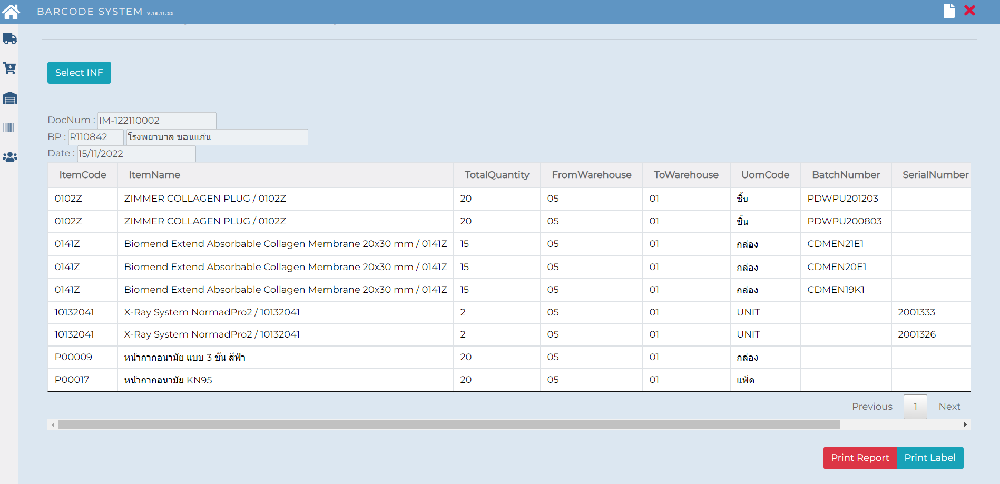 BARCODE SYSTEM v.16.11.22
Select INF
DocNum : IM-122110002
BP : R110842 โรงพยาบาล ขอนแก่น
Date : 15/11/2022
ItemCode ItemName TotalQuantity FromWarehouse ToWarehouse UomCode BatchNumber SerialNumber
0102Z ZIMMER COLLAGEN PLUG / 0102Z 20 05 01 ชิ้น PDWPU201203
0102Z ZIMMER COLLAGEN PLUG / 0102Z 20 05 01 ชิ้น PDWPU200803
0141Z Biomend Extend Absorbable Collagen Membrane 20x30 mm / 0141Z 15 05 01 กล่อง CDMEN21E1
0141Z Biomend Extend Absorbable Collagen Membrane 20x30 mm / 0141Z 15 05 01 กล่อง CDMEN20E1
0141Z Biomend Extend Absorbable Collagen Membrane 20x30 mm / 0141Z 15 05 01 กล่อง CDMEN19K1
10132041 X-Ray System NormadPro2 / 10132041 2 05 01 UNIT 2001333
10132041 X-Ray System NormadPro2 / 10132041 2 05 01 UNIT 2001326
P00009 หน้ากากอนามัย แบบ 3 ชั้น สีฟ้า 20 05 01 กล่อง
P00017 หน้ากากอนามัย KN95 20 05 01 แพ็ค
Previous 1 Next
Print Report Print Label